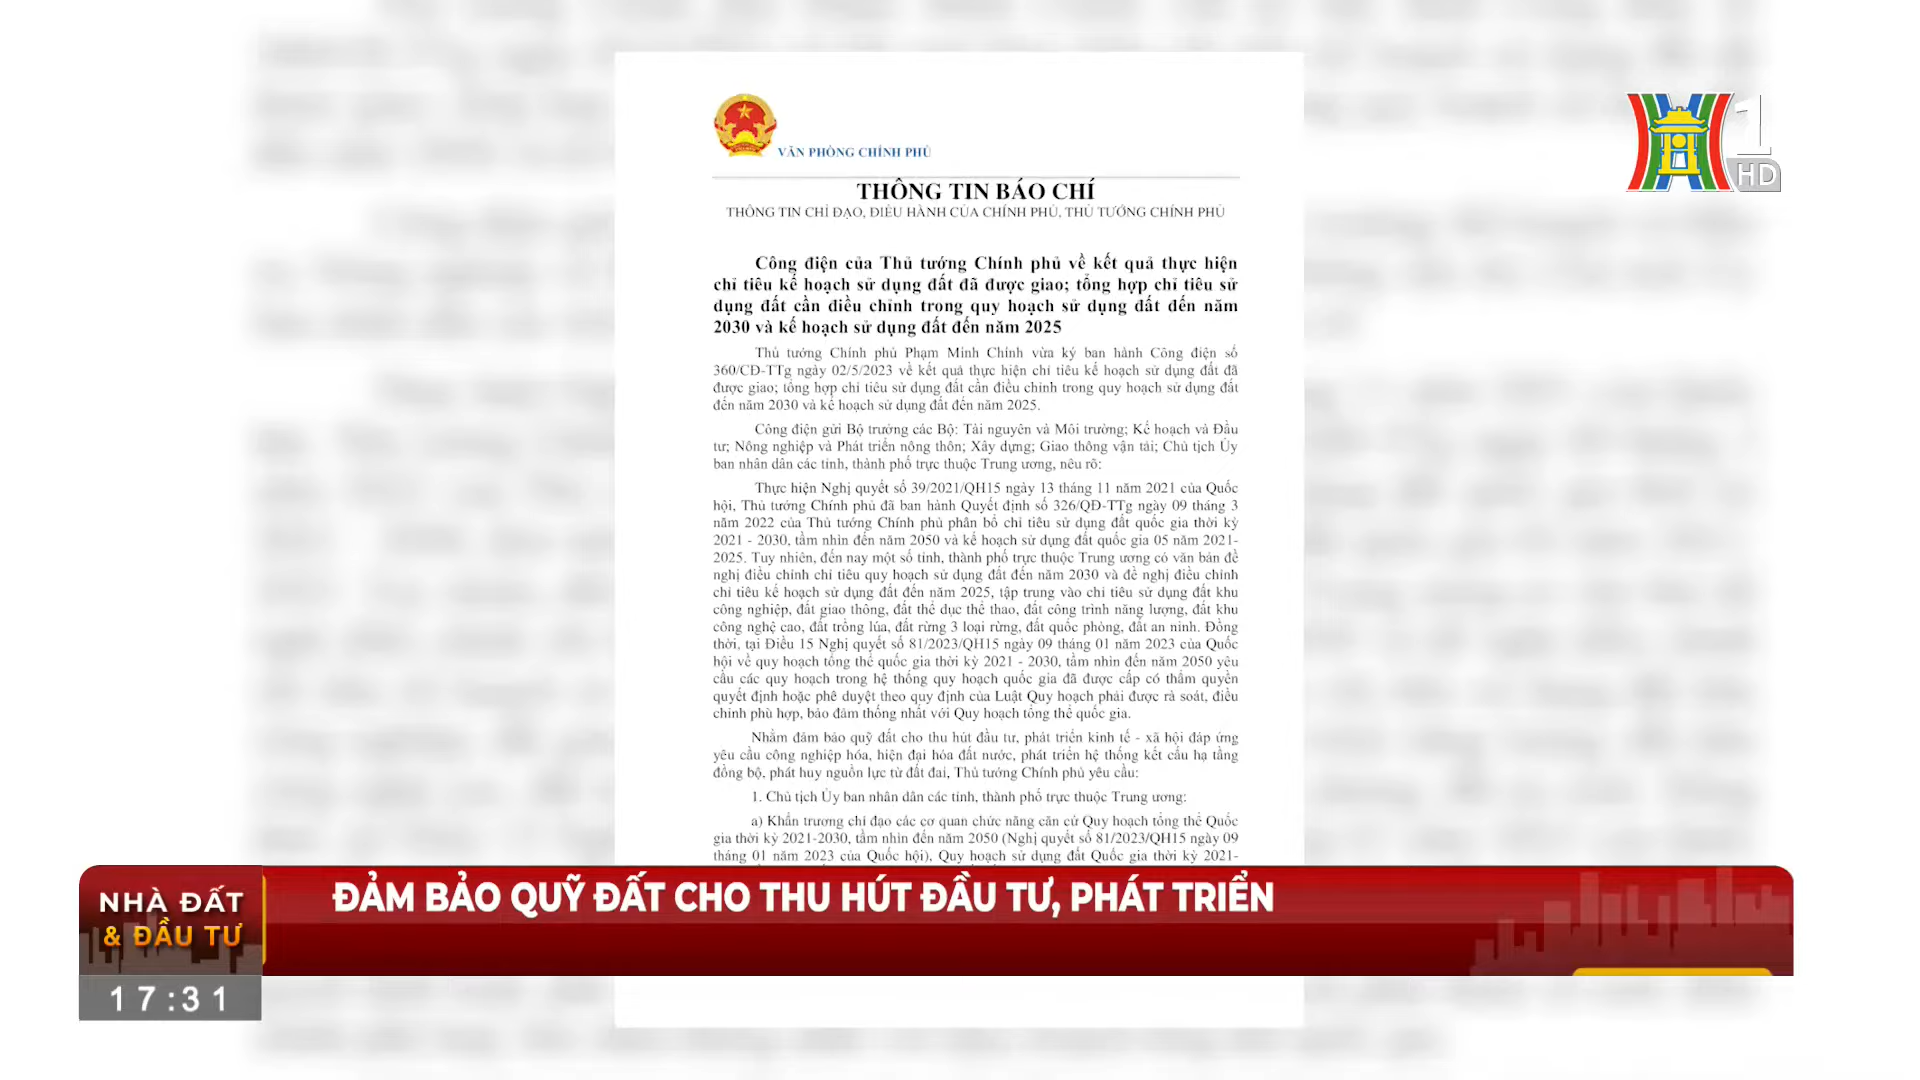 VĂN PHÒNG CHÍNH PHỦ
THÔNG TIN BÁO CHÍ
THÔNG TIN CHỈ ĐẠO, ĐIỀU HÀNH CỦA CHÍNH PHỦ, THỦ TƯỚNG CHÍNH PHỦ
1
HD
Công điện của Thủ tướng Chính phủ về kết quả thực hiện
chỉ tiêu kế hoạch sử dụng đất đã được giao; tổng hợp chỉ tiêu sử
dụng đất cần điều chỉnh trong quy hoạch sử dụng đất đến năm
2030 và kế hoạch sử dụng đất đến năm 2025
Thủ tướng Chính phủ Phạm Minh Chính vừa ký ban hành Công điện số
360/CĐ-TTg ngày 02/5/2023 về kết quả thực hiện chỉ tiêu kế hoạch sử dụng đất đã
được giao; tổng hợp chỉ tiêu sử dụng đất cần điều chỉnh trong quy hoạch sử dụng đất
đến năm 2030 và kế hoạch sử dụng đất đến năm 2025.
Công điện gửi Bộ trưởng các Bộ: Tài nguyên và Môi trường; Kế hoạch và Đầu
tư; Nông nghiệp và Phát triển nông thôn; Xây dựng; Giao thông vận tải; Chủ tịch Ủy
ban nhân dân các tỉnh, thành phố trực thuộc Trung ương, nêu rõ:
Thực hiện Nghị quyết số 39/2021/QH15 ngày 13 tháng 11 năm 2021 của Quốc
hội, Thủ tướng Chính phủ đã ban hành Quyết định số 326/QĐ-TTg ngày 09 tháng 3
năm 2022 của Thủ tướng Chính phủ phân bổ chỉ tiêu sử dụng đất quốc gia thời kỳ
2021 - 2030, tầm nhìn đến năm 2050 và kế hoạch sử dụng đất quốc gia 05 năm 2021-
2025. Tuy nhiên, đến nay một số tỉnh, thành phố trực thuộc Trung ương có văn bản đề
nghị điều chỉnh chỉ tiêu quy hoạch sử dụng đất đến năm 2030 và đề nghị điều chỉnh
chỉ tiêu kế hoạch sử dụng đất đến năm 2025, tập trung vào chỉ tiêu sử dụng đất khu
công nghiệp, đất giao thông, đất thể dục thể thao, đất công trình năng lượng, đất khu
công nghệ cao, đất trồng lúa, đất rừng 3 loại rừng, đất quốc phòng, đất an ninh. Đồng
thời, tại Điều 15 Nghị quyết số 81/2023/QH15 ngày 09 tháng 01 năm 2023 của Quốc
hội về quy hoạch tổng thể quốc gia thời kỳ 2021 - 2030, tầm nhìn đến năm 2050 yêu
cầu các quy hoạch trong hệ thống quy hoạch quốc gia đã được cấp có thẩm quyền
quyết định hoặc phê duyệt theo quy định của Luật Quy hoạch phải được rà soát, điều
chỉnh phù hợp, bảo đảm thống nhất với Quy hoạch tổng thể quốc gia.
Nhằm đảm bảo quỹ đất cho thu hút đầu tư, phát triển kinh tế - xã hội đáp ứng
yêu cầu công nghiệp hóa, hiện đại hóa đất nước, phát triển hệ thống kết cấu hạ tầng
đồng bộ, phát huy nguồn lực từ đất đai, Thủ tướng Chính phủ yêu cầu:
1. Chủ tịch Ủy ban nhân dân các tỉnh, thành phố trực thuộc Trung ương:
a) Khẩn trương chỉ đạo các cơ quan chức năng căn cứ Quy hoạch tổng thể Quốc
gia thời kỳ 2021-2030, tầm nhìn đến năm 2050 (Nghị quyết số 81/2023/QH15 ngày 09
tháng 01 năm 2023 của Quốc hội), Quy hoạch sử dụng đất Quốc gia thời kỳ 2021-
NHÀ ĐẤT
& ĐẦU TƯ
ĐẢM BẢO QUỸ ĐẤT CHO THU HÚT ĐẦU TƯ, PHÁT TRIỂN
17:31